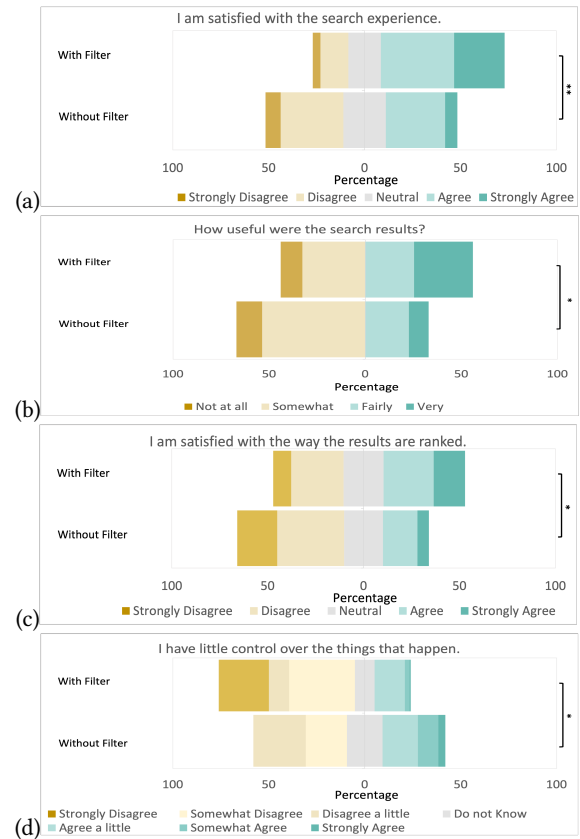 I am satisfied with the search experience.
With Filter
**
Without Filter
100 50 0 50 100
Percentage
(a)
Strongly Disagree Disagree Neutral Agree Strongly Agree
How useful were the search results?
With Filter
*
Without Filter
100 50 0 50 100
Percentage
(b)
Not at all Somewhat Fairly Very
I am satisfied with the way the results are ranked.
With Filter
*
Without Filter
100 50 0 50 100
Percentage
(c)
Strongly Disagree Disagree Neutral Agree Strongly Agree
I have little control over the things that happen.
With Filter
*
Without Filter
100 50 0 50 100
Percentage
Strongly Disagree Somewhat Disagree Disagree a little Do not Know
(d)
Agree a little Somewhat Agree Strongly Agree